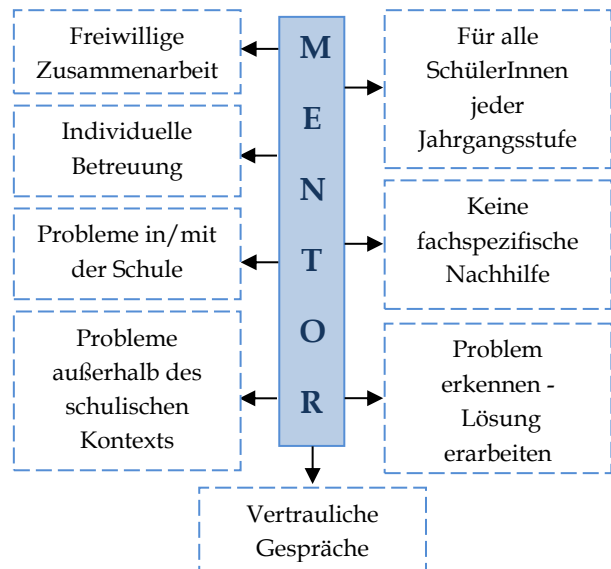 Freiwillige
Zusammenarbeit
Individuelle
Betreuung
Probleme in/mit
der Schule
Probleme
außerhalb des
schulischen
Kontexts
M
E
N
T
O
R
Für alle
SchülerInnen
jeder
Jahrgangsstufe
Keine
fachspezifische
Nachhilfe
Problem
erkennen -
Lösung
erarbeiten
Vertrauliche
Gespräche